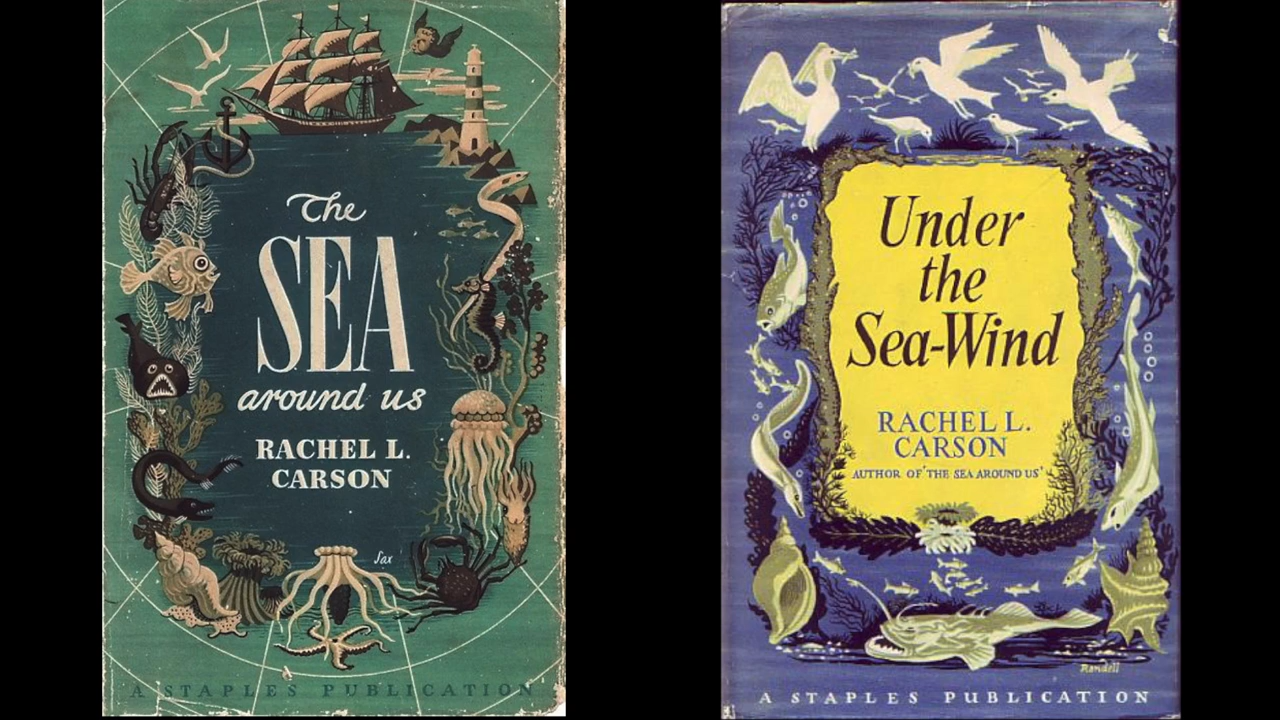 The
SEA
around us
RACHEL L.
CARSON
Sax
A STAPLES PUBLICATION
Under
the
Sea-Wind
RACHEL L.
CARSON
AUTHOR OF 'THE SEA AROUND US'
Rendell
A STAPLES PUBLICATION